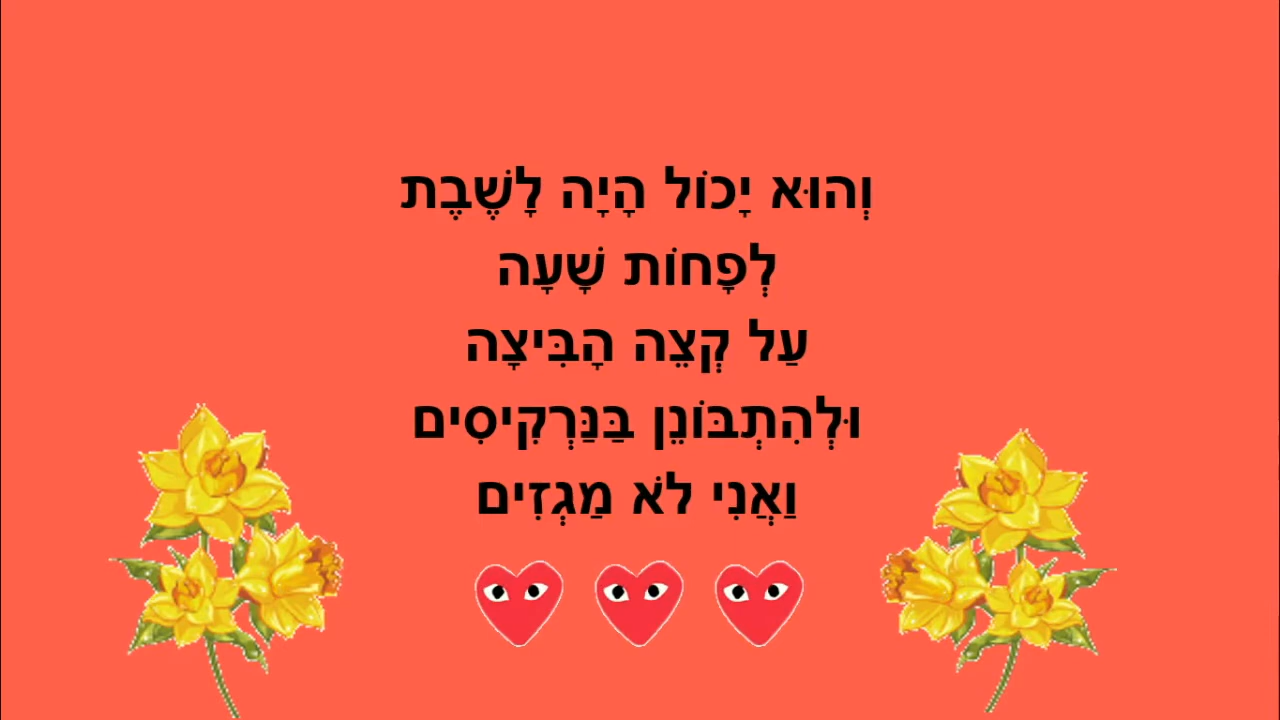 וְהוּא יָכוֹל הָיָה לָשֶׁבֶת
לְפָּחוֹת שָׁעָה
עַל קְצֵה הָבִּיצָה
וּלְהִתְבּוֹנֵן בַּנַּרְקִיסִים
וַאֲנִי לֹא מַגְזִים